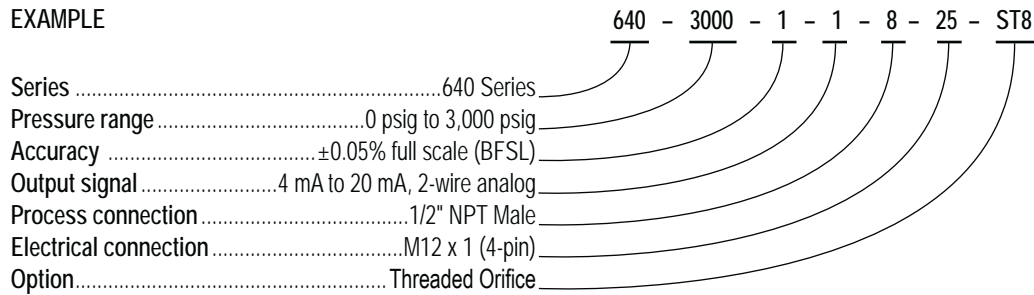 EXAMPLE 640 - 3000 - 1 - 1 - 8 - 25 - ST8
Series ..................................................................640 Series
Pressure range .....................................0 psig to 3,000 psig
Accuracy .....................................±0.05% full scale (BFSL)
Output signal .........................4 mA to 20 mA, 2-wire analog
Process connection .....................................1/2" NPT Male
Electrical connection ..................................M12 x 1 (4-pin)
Option........................................................ Threaded Orifice